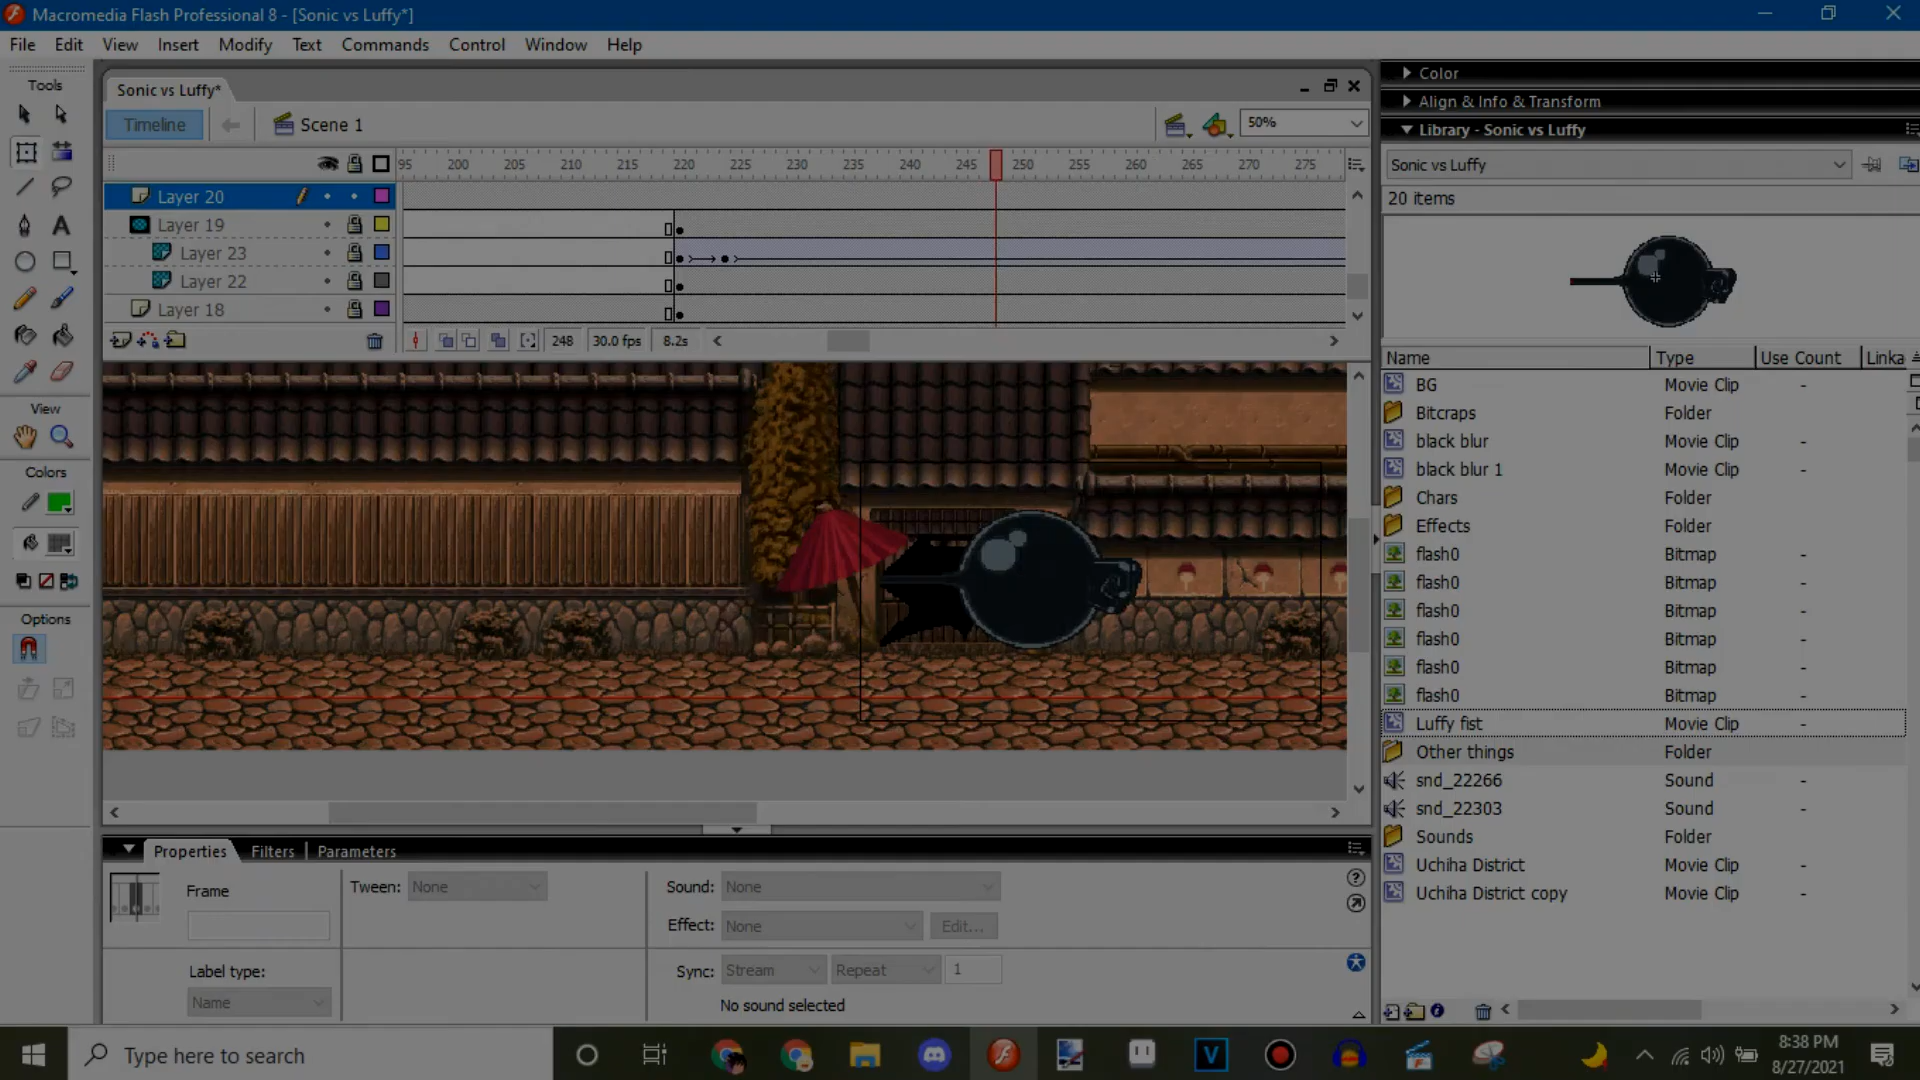 Macromedia Flash Professional 8 - [Sonic vs Luffy*]
File Edit View Insert Modify Text Commands Control Window Help
Tools
Sonic vs Luffy*
Timeline Scene 1 50%
95 200 205 210 215 220 225 230 235 240 245 250 255 260 265 270 275
Layer 20
Layer 19
Layer 23
Layer 22
Layer 18
248 30.0 fps 8.2s
View
Colors
Options
Color
Align & Info & Transform
Library - Sonic vs Luffy
Sonic vs Luffy
20 items
Name Type Use Count Linka
BG Movie Clip -
Bitcraps Folder
black blur Movie Clip -
black blur 1 Movie Clip -
Chars Folder
Effects Folder
flash0 Bitmap -
flash0 Bitmap -
flash0 Bitmap -
flash0 Bitmap -
flash0 Bitmap -
flash0 Bitmap -
Luffy fist Movie Clip -
Other things Folder
snd_22266 Sound -
snd_22303 Sound -
Sounds Folder
Uchiha District Movie Clip -
Uchiha District copy Movie Clip -
Properties Filters Parameters
Frame
Tween: None
Sound: None
Effect: None Edit...
Label type:
Name
Sync: Stream Repeat 1
No sound selected
Type here to search
8:38 PM
8/27/2021